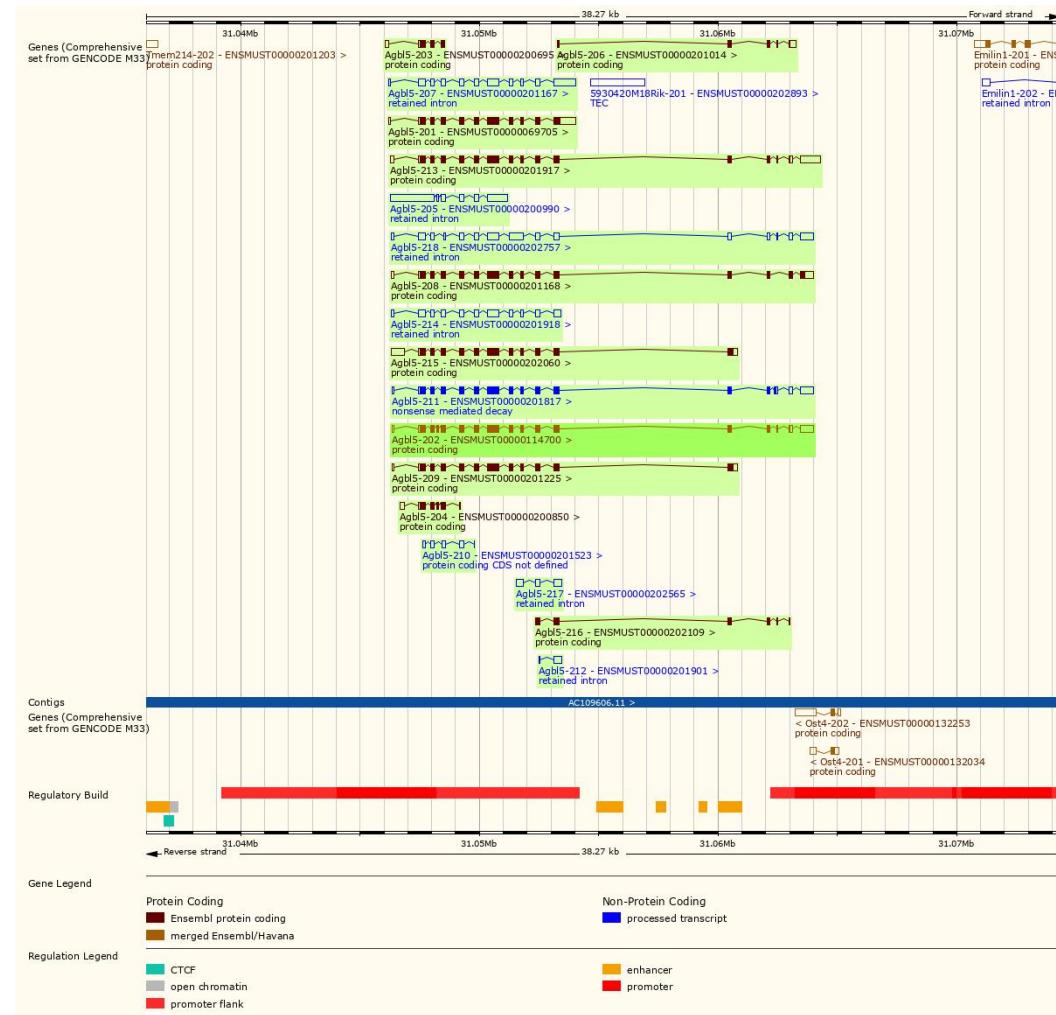 38.27 kb
Forward strand
31.04Mb 31.05Mb 31.06Mb 31.07Mb
Genes (Comprehensive
set from GENCODE M33)
Tmem214-202 - ENSMUST00000201203 >
protein coding
Agbl5-203 - ENSMUST00000200695
protein coding
Agbl5-206 - ENSMUST00000201014 >
protein coding
Emilin1-201 - ENS
protein coding
Agbl5-207 - ENSMUST00000201167 >
retained intron
5930420M18Rik-201 - ENSMUST00000202893 >
TEC
Emilin1-202 - E
retained intron
Agbl5-201 - ENSMUST00000069705 >
protein coding
Agbl5-213 - ENSMUST00000201917 >
protein coding
Agbl5-205 - ENSMUST00000200990 >
retained intron
Agbl5-218 - ENSMUST00000202757 >
retained intron
Agbl5-208 - ENSMUST00000201168 >
protein coding
Agbl5-214 - ENSMUST00000201918 >
retained intron
Agbl5-215 - ENSMUST00000202060 >
protein coding
Agbl5-211 - ENSMUST00000201817 >
nonsense mediated decay
Agbl5-202 - ENSMUST00000114700 >
protein coding
Agbl5-209 - ENSMUST00000201225 >
protein coding
Agbl5-204 - ENSMUST00000200850 >
protein coding
Agbl5-210 - ENSMUST00000201523 >
protein coding CDS not defined
Agbl5-217 - ENSMUST00000202565 >
retained intron
Agbl5-216 - ENSMUST00000202109 >
protein coding
Agbl5-212 - ENSMUST00000201901 >
retained intron
Contigs
AC109606.11 >
Genes (Comprehensive
set from GENCODE M33)
< Ost4-202 - ENSMUST00000132253
protein coding
< Ost4-201 - ENSMUST00000132034
protein coding
Regulatory Build
31.04Mb 31.05Mb 31.06Mb 31.07Mb
Reverse strand
38.27 kb
Gene Legend
Protein Coding
Non-Protein Coding
Ensembl protein coding
processed transcript
merged Ensembl/Havana
Regulation Legend
CTCF
enhancer
open chromatin
promoter
promoter flank